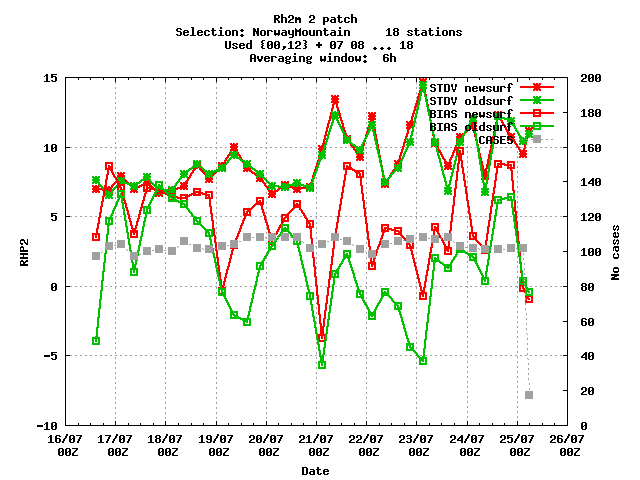 Rh2m 2 patch
Selection: NorwayMountain 18 stations
Used {00,12} + 07 08 ... 18
Averaging window: 6h
STDV newsurf
STDV oldsurf
BIAS newsurf
BIAS oldsurf
CASES
15
10
5
0
-5
-10
RHP2
200
180
160
140
120
100
80
60
40
20
0
No cases
16/07 17/07 18/07 19/07 20/07 21/07 22/07 23/07 24/07 25/07 26/07
00Z 00Z 00Z 00Z 00Z 00Z 00Z 00Z 00Z 00Z 00Z
Date